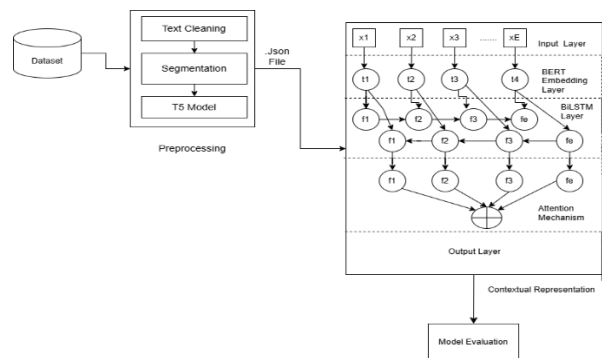 Dataset
Text Cleaning
Segmentation
T5 Model
Preprocessing
.Json
File
x1 x2 x3 ........ xE
Input Layer
t1 t2 t3 t4
BERT
Embedding
Layer
BiLSTM
Layer
f1 f2 f3 fe
f1 f2 f3 fe
f1 f2 f3 fe
Attention
Mechanism
Output Layer
Contextual Representation
Model Evaluation